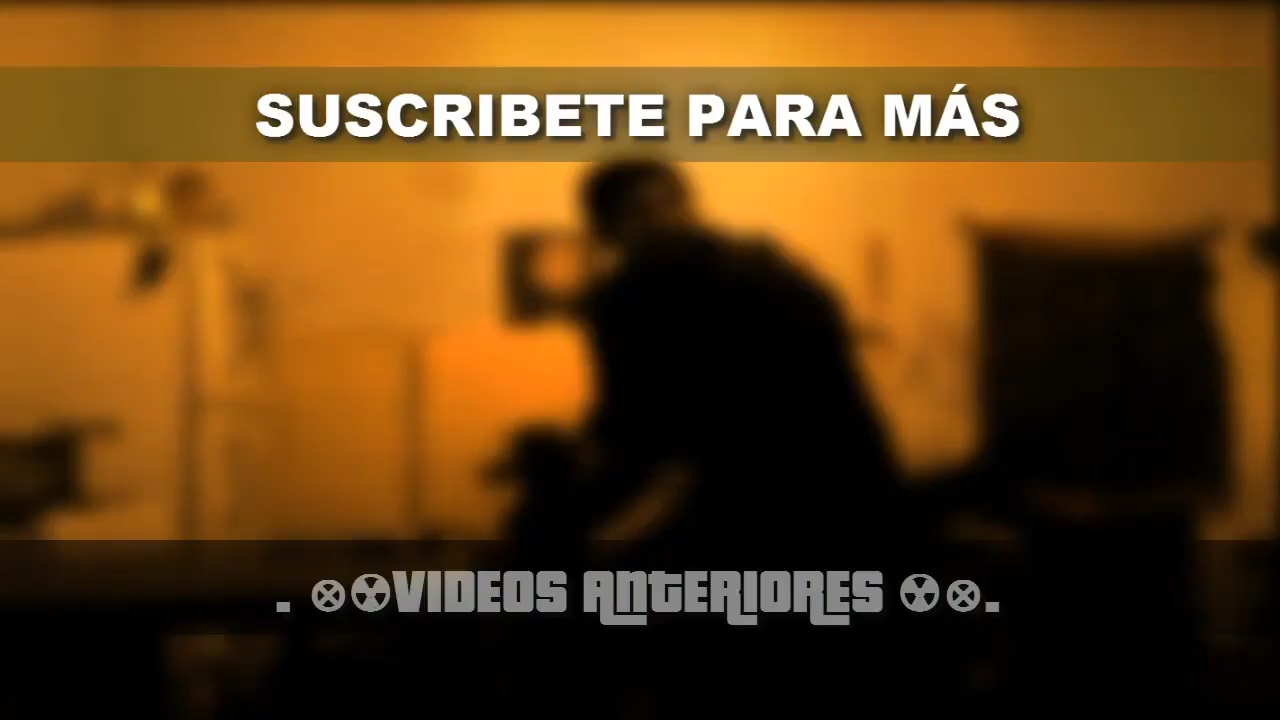 SUSCRIBETE PARA MÁS
. ⊗☢VIDEOS ANTERIORES ☢⊗.